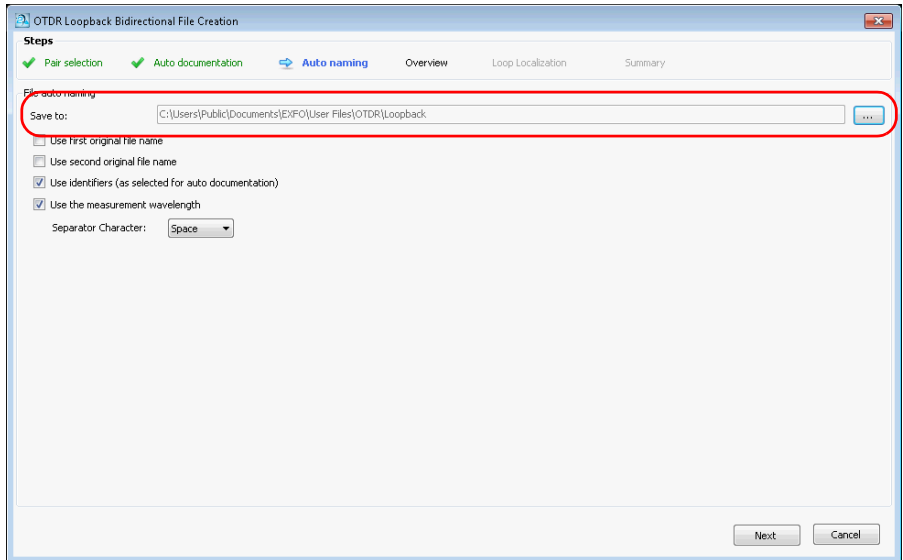 OTDR Loopback Bidirectional File Creation
Steps
Pair selection Auto documentation Auto naming Overview Loop Localization Summary
File auto naming
Save to: C:\Users\Public\Documents\EXFO\User Files\OTDR\Loopback ...
Use first original file name
Use second original file name
Use identifiers (as selected for auto documentation)
Use the measurement wavelength
Separator Character: Space
Next Cancel